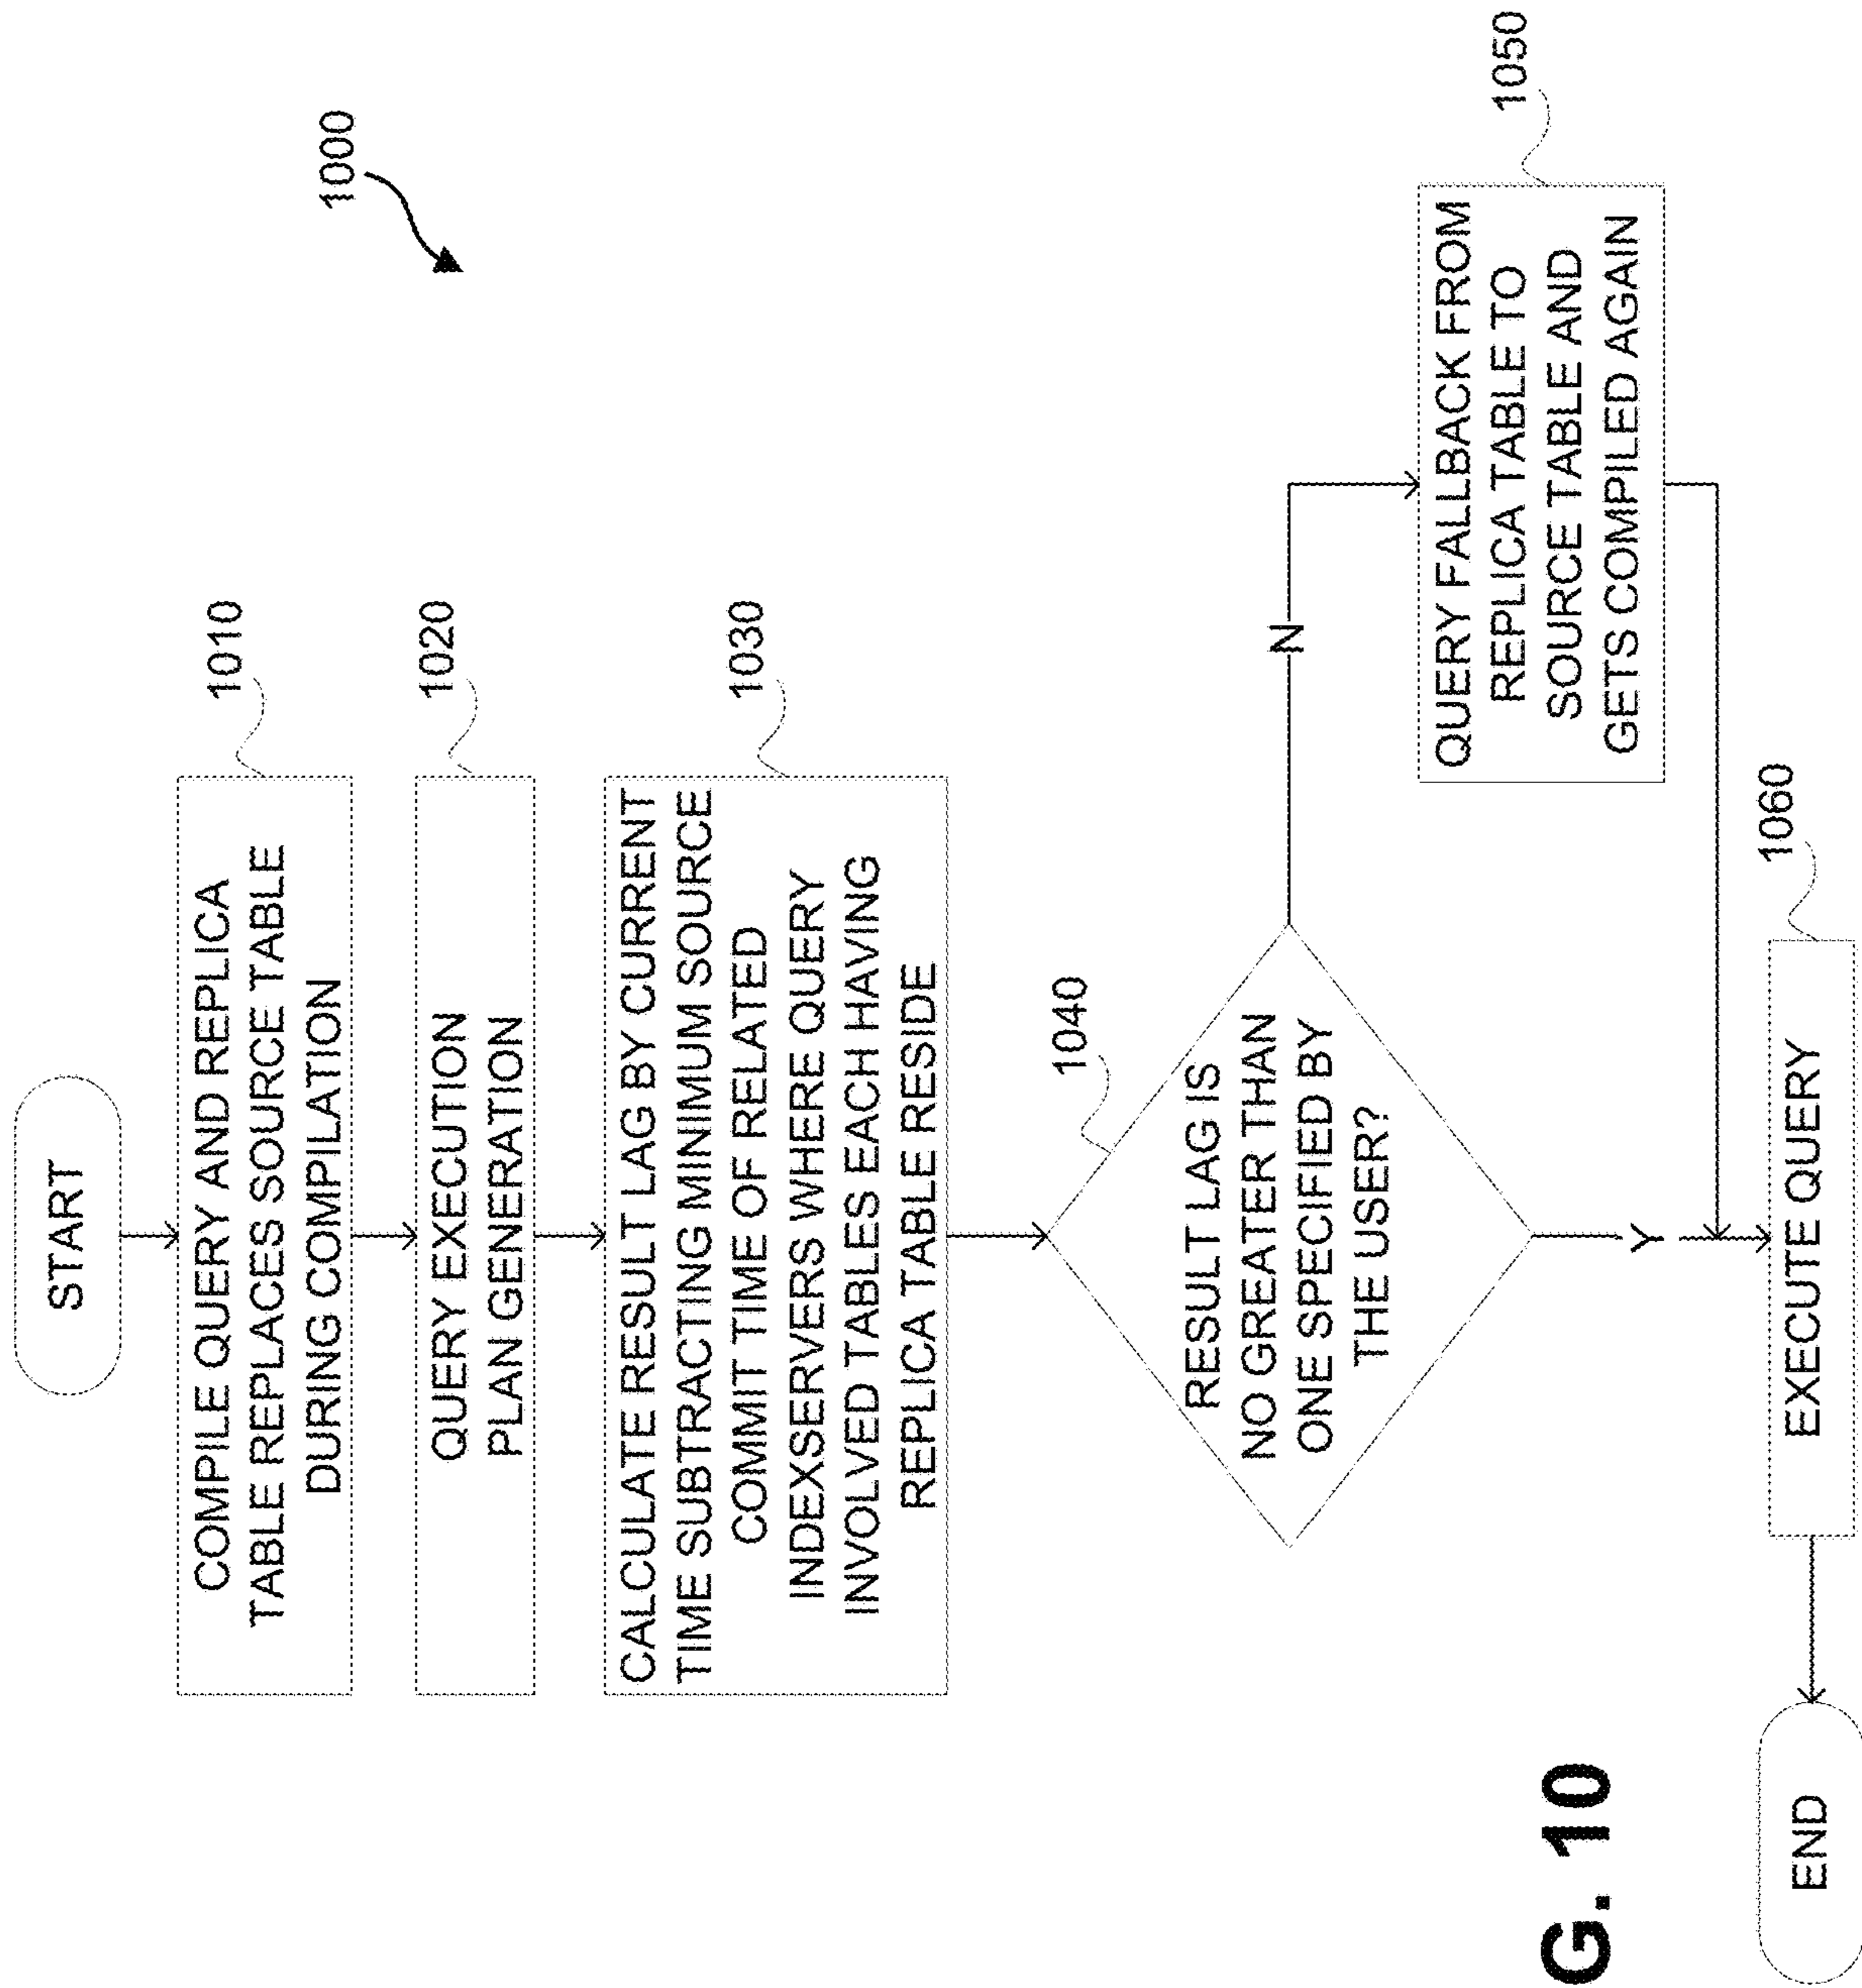 1000
START
1010
COMPILE QUERY AND REPLICA
TABLE REPLACES SOURCE TABLE
DURING COMPILATION
1020
QUERY EXECUTION
PLAN GENERATION
1030
CALCULATE RESULT LAG BY CURRENT
TIME SUBTRACTING MINIMUM SOURCE
COMMIT TIME OF RELATED
INDEXSERVERS WHERE QUERY
INVOLVED TABLES EACH HAVING
REPLICA TABLE RESIDE
1040
RESULT LAG IS
NO GREATER THAN
ONE SPECIFIED BY
THE USER?
N
1050
QUERY FALLBACK FROM
REPLICA TABLE TO
SOURCE TABLE AND
GETS COMPILED AGAIN
Y
1060
EXECUTE QUERY
END
G. 10